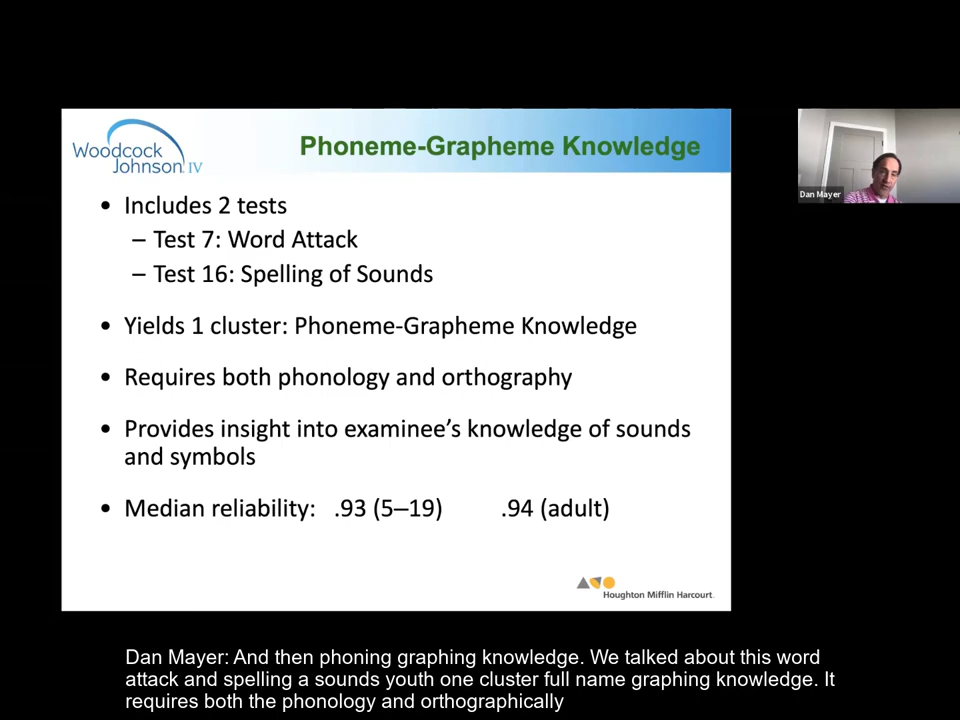 Woodcock
Johnson IV
Phoneme-Grapheme Knowledge
• Includes 2 tests
– Test 7: Word Attack
– Test 16: Spelling of Sounds
• Yields 1 cluster: Phoneme-Grapheme Knowledge
• Requires both phonology and orthography
• Provides insight into examinee’s knowledge of sounds
and symbols
• Median reliability: .93 (5–19) .94 (adult)
Houghton Mifflin Harcourt.
Dan Mayer
Dan Mayer: And then phoning graphing knowledge. We talked about this word
attack and spelling a sounds youth one cluster full name graphing knowledge. It
requires both the phonology and orthographically